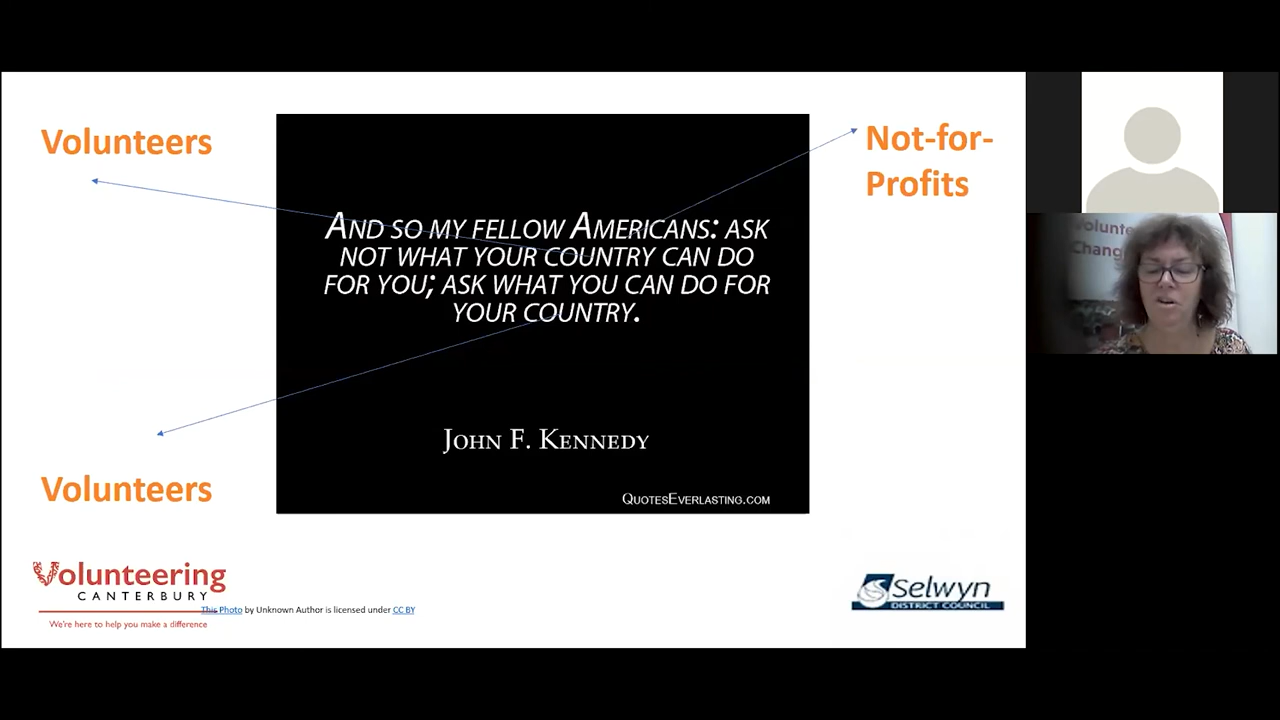 Volunteers
Not-for-
Profits
AND SO MY FELLOW AMERICANS: ASK
NOT WHAT YOUR COUNTRY CAN DO
FOR YOU; ASK WHAT YOU CAN DO FOR
YOUR COUNTRY.
JOHN F. KENNEDY
QUOTESEVERLASTING.COM
Volunteers
Volunteering
CANTERBURY
This Photo by Unknown Author is licensed under CC BY
We're here to help you make a difference
Selwyn
DISTRICT COUNCIL